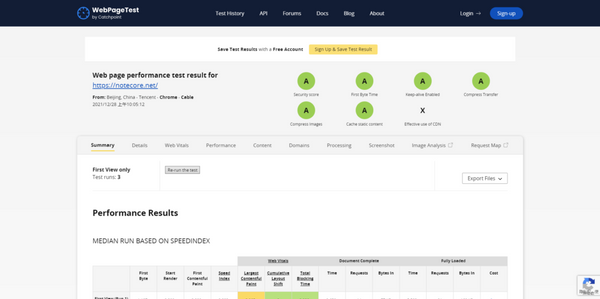 WebPageTest
by Catchpoint
Test History API Forums Docs Blog About Login → Sign-up
Save Test Results with a Free Account Sign Up & Save Test Result
Web page performance test result for
https://notecore.net/
From: Beijing, China - Tencent - Chrome - Cable
2021/12/28 上午10:05:12
A A A A
Security score First Byte Time Keep-alive Enabled Compress Transfer
A A X
Compress Images Cache static content Effective use of CDN
Summary Details Web Vitals Performance Content Domains Processing Screenshot Image Analysis Request Map
First View only
Test runs: 3
Re-run the test
Export Files
Performance Results
MEDIAN RUN BASED ON SPEEDINDEX
Web Vitals Document Complete Fully Loaded
First Byte Start Render First Contentful Paint Speed Index Largest Contentful Paint Cumulative Layout Shift Total Blocking Time Time Requests Bytes In Time Requests Bytes In Cost